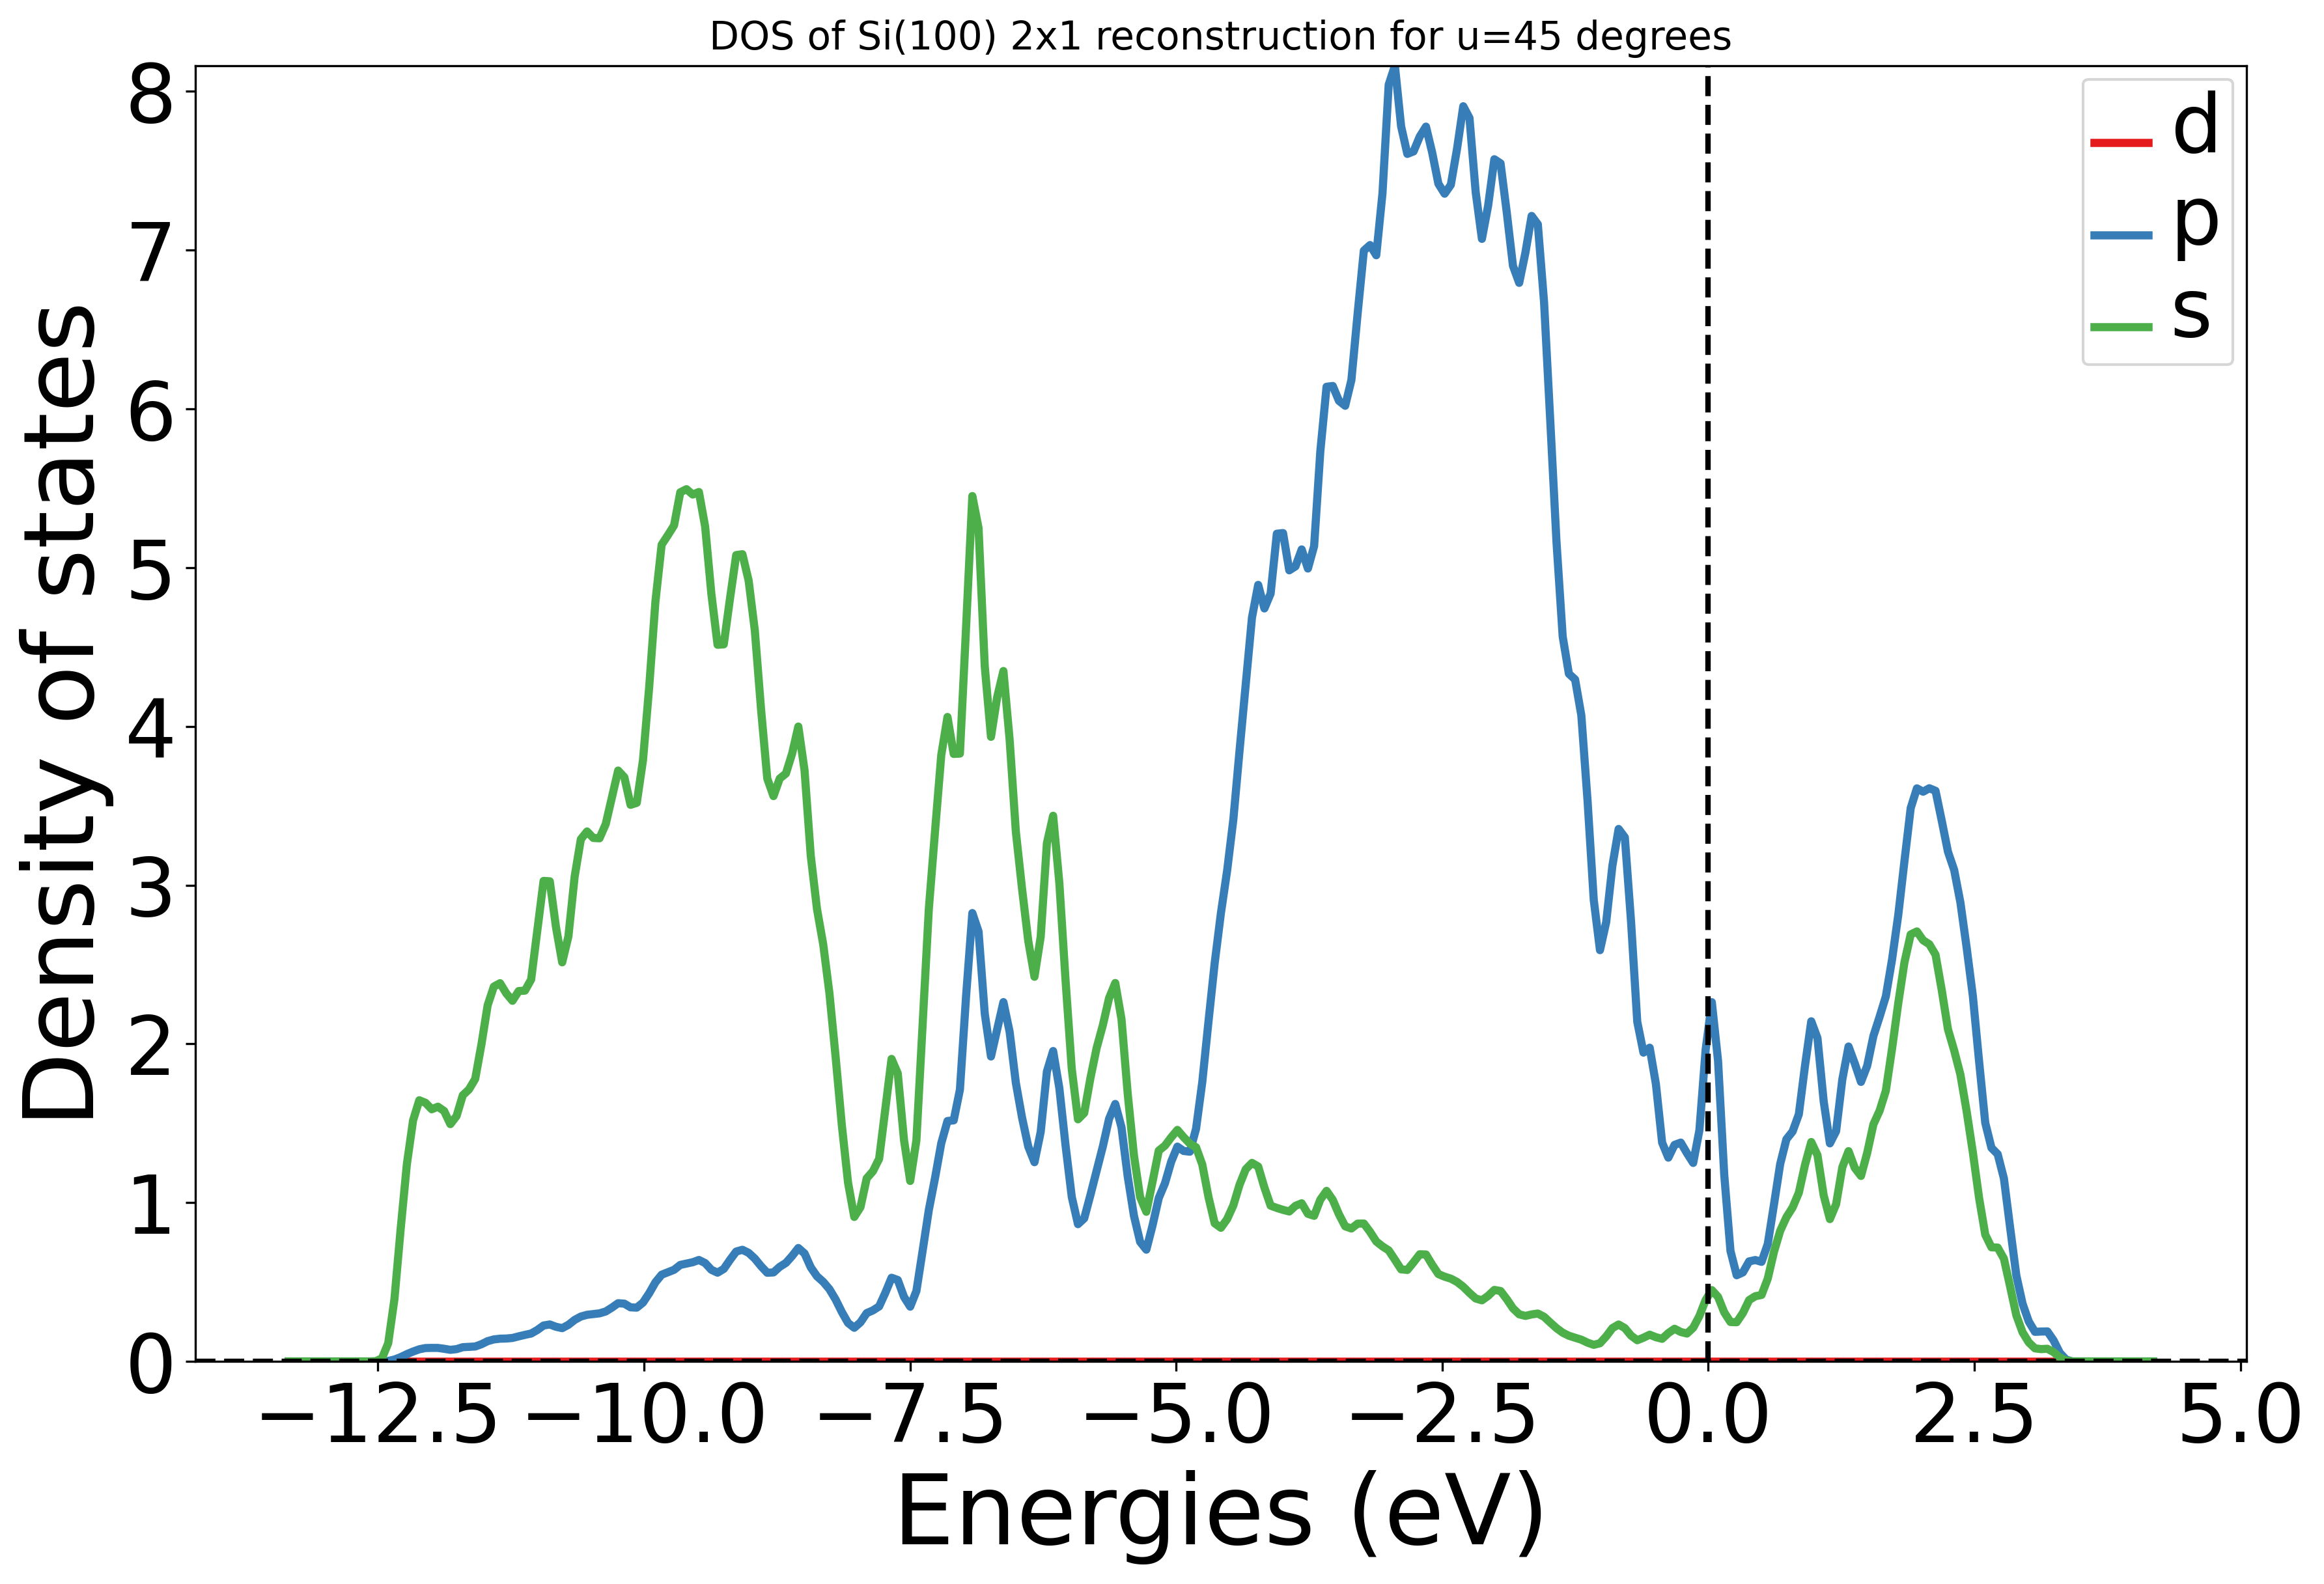 DOS of Si(100) 2x1 reconstruction for u=45 degrees
d
p
s
Density of states
8
7
6
5
4
3
2
1
0
−12.5 −10.0 −7.5 −5.0 −2.5 0.0 2.5 5.0
Energies (eV)